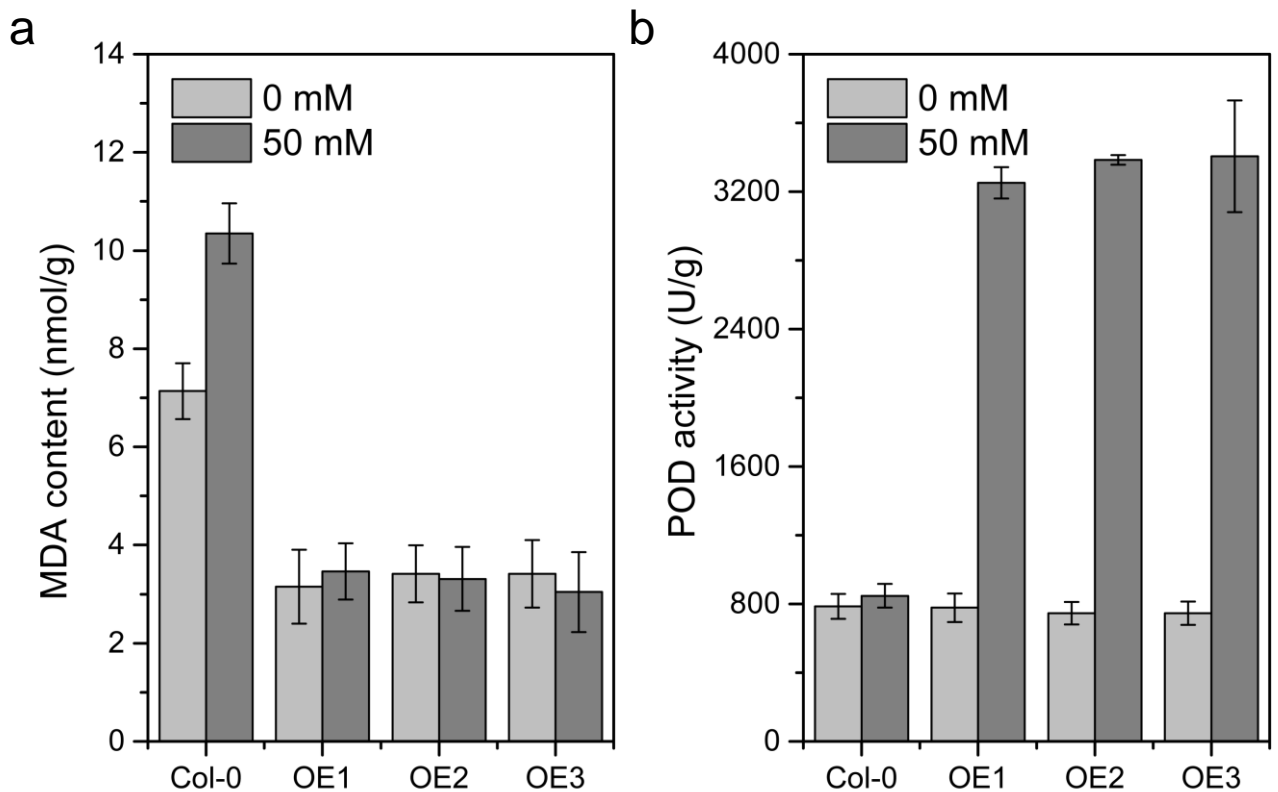 a
MDA content (nmol/g)
14
12
10
8
6
4
2
0
0 mM
50 mM
Col-0 OE1 OE2 OE3
b
POD activity (U/g)
4000
3200
2400
1600
800
0
0 mM
50 mM
Col-0 OE1 OE2 OE3